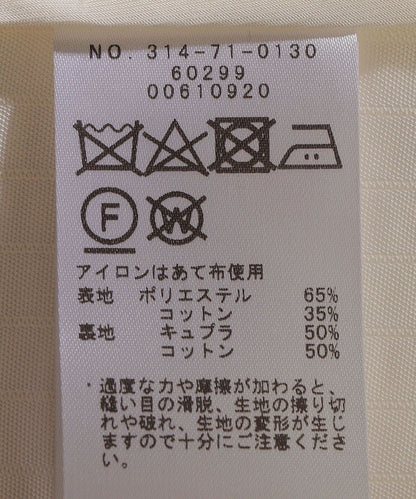 NO. 314-71-0130
60299
00610920
F
W
アイロンはあて布使用
表地 ポリエステル 65%
コットン 35%
裏地 キュプラ 50%
コットン 50%
・過度な力や摩擦が加わると、
縫い目の滑脱、生地の擦り切
れや破れ、生地の変形が生じ
ますので十分にご注意くださ
い。